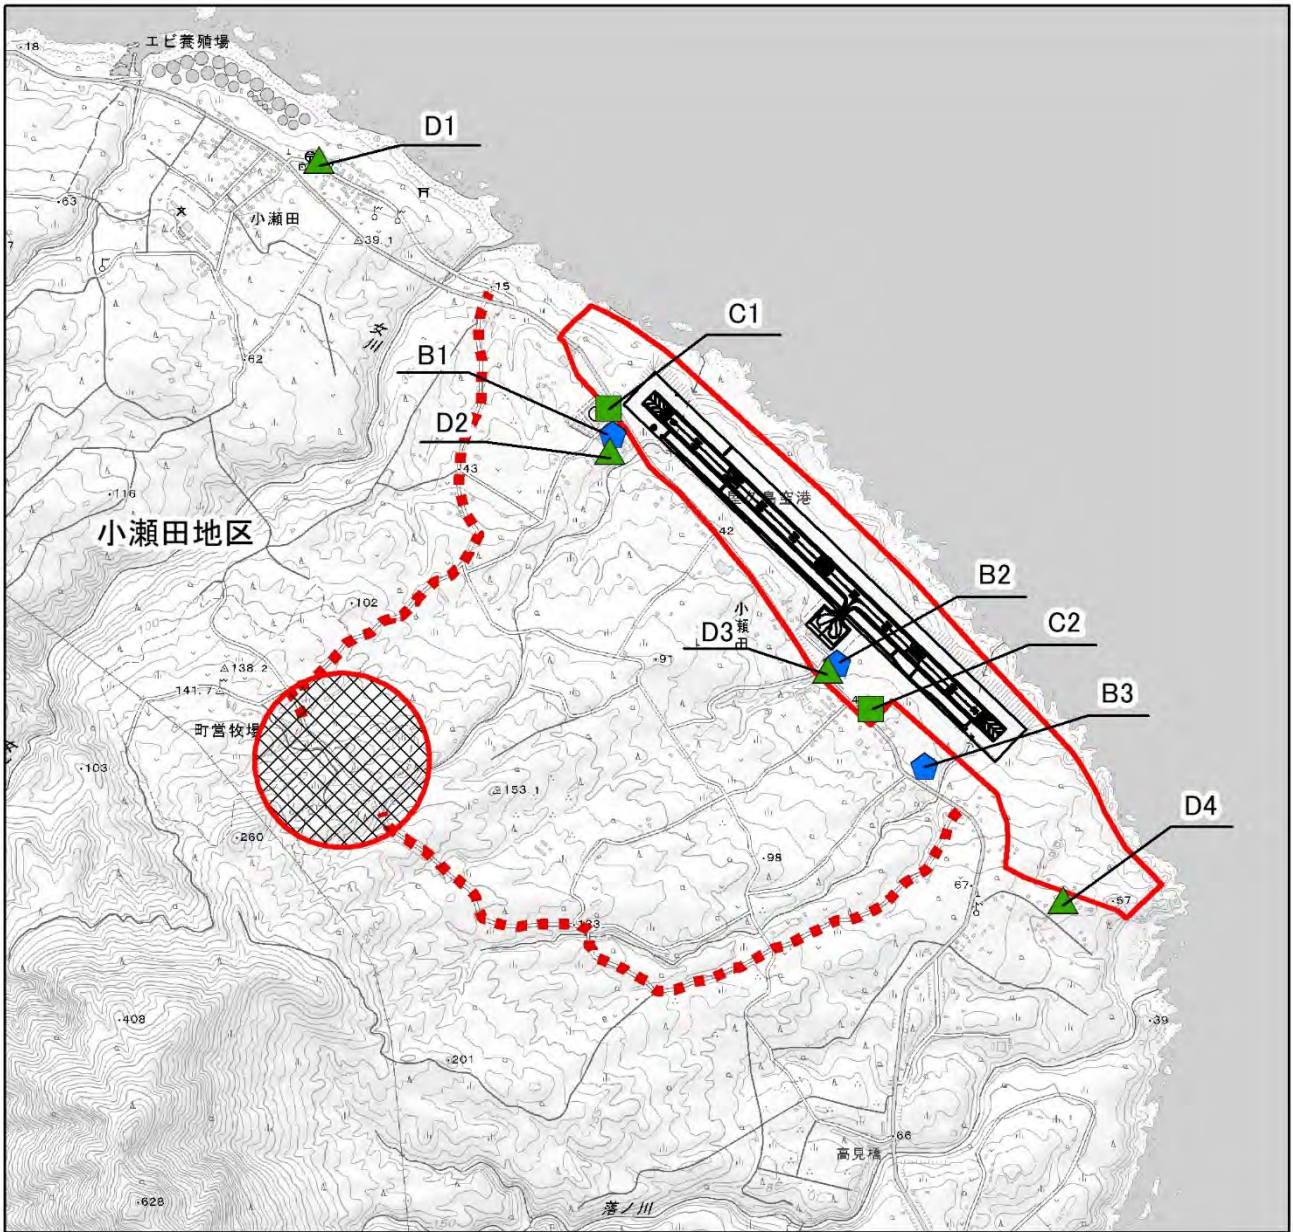 エビ養殖場
・18
D1
・63
小瀬田
△39.1
・15
女川
・62
C1
B1
D2
・43
・116
小瀬田地区
屋久島空港
・42
B2
・102
小瀬田
C2
D3
・91
△138.2
141.7△
B3
町営牧場
・103
△153.1
D4
・260
・98
67・
・57
・133
・408
・39
・201
・66
高見橋
・628
落ノ川